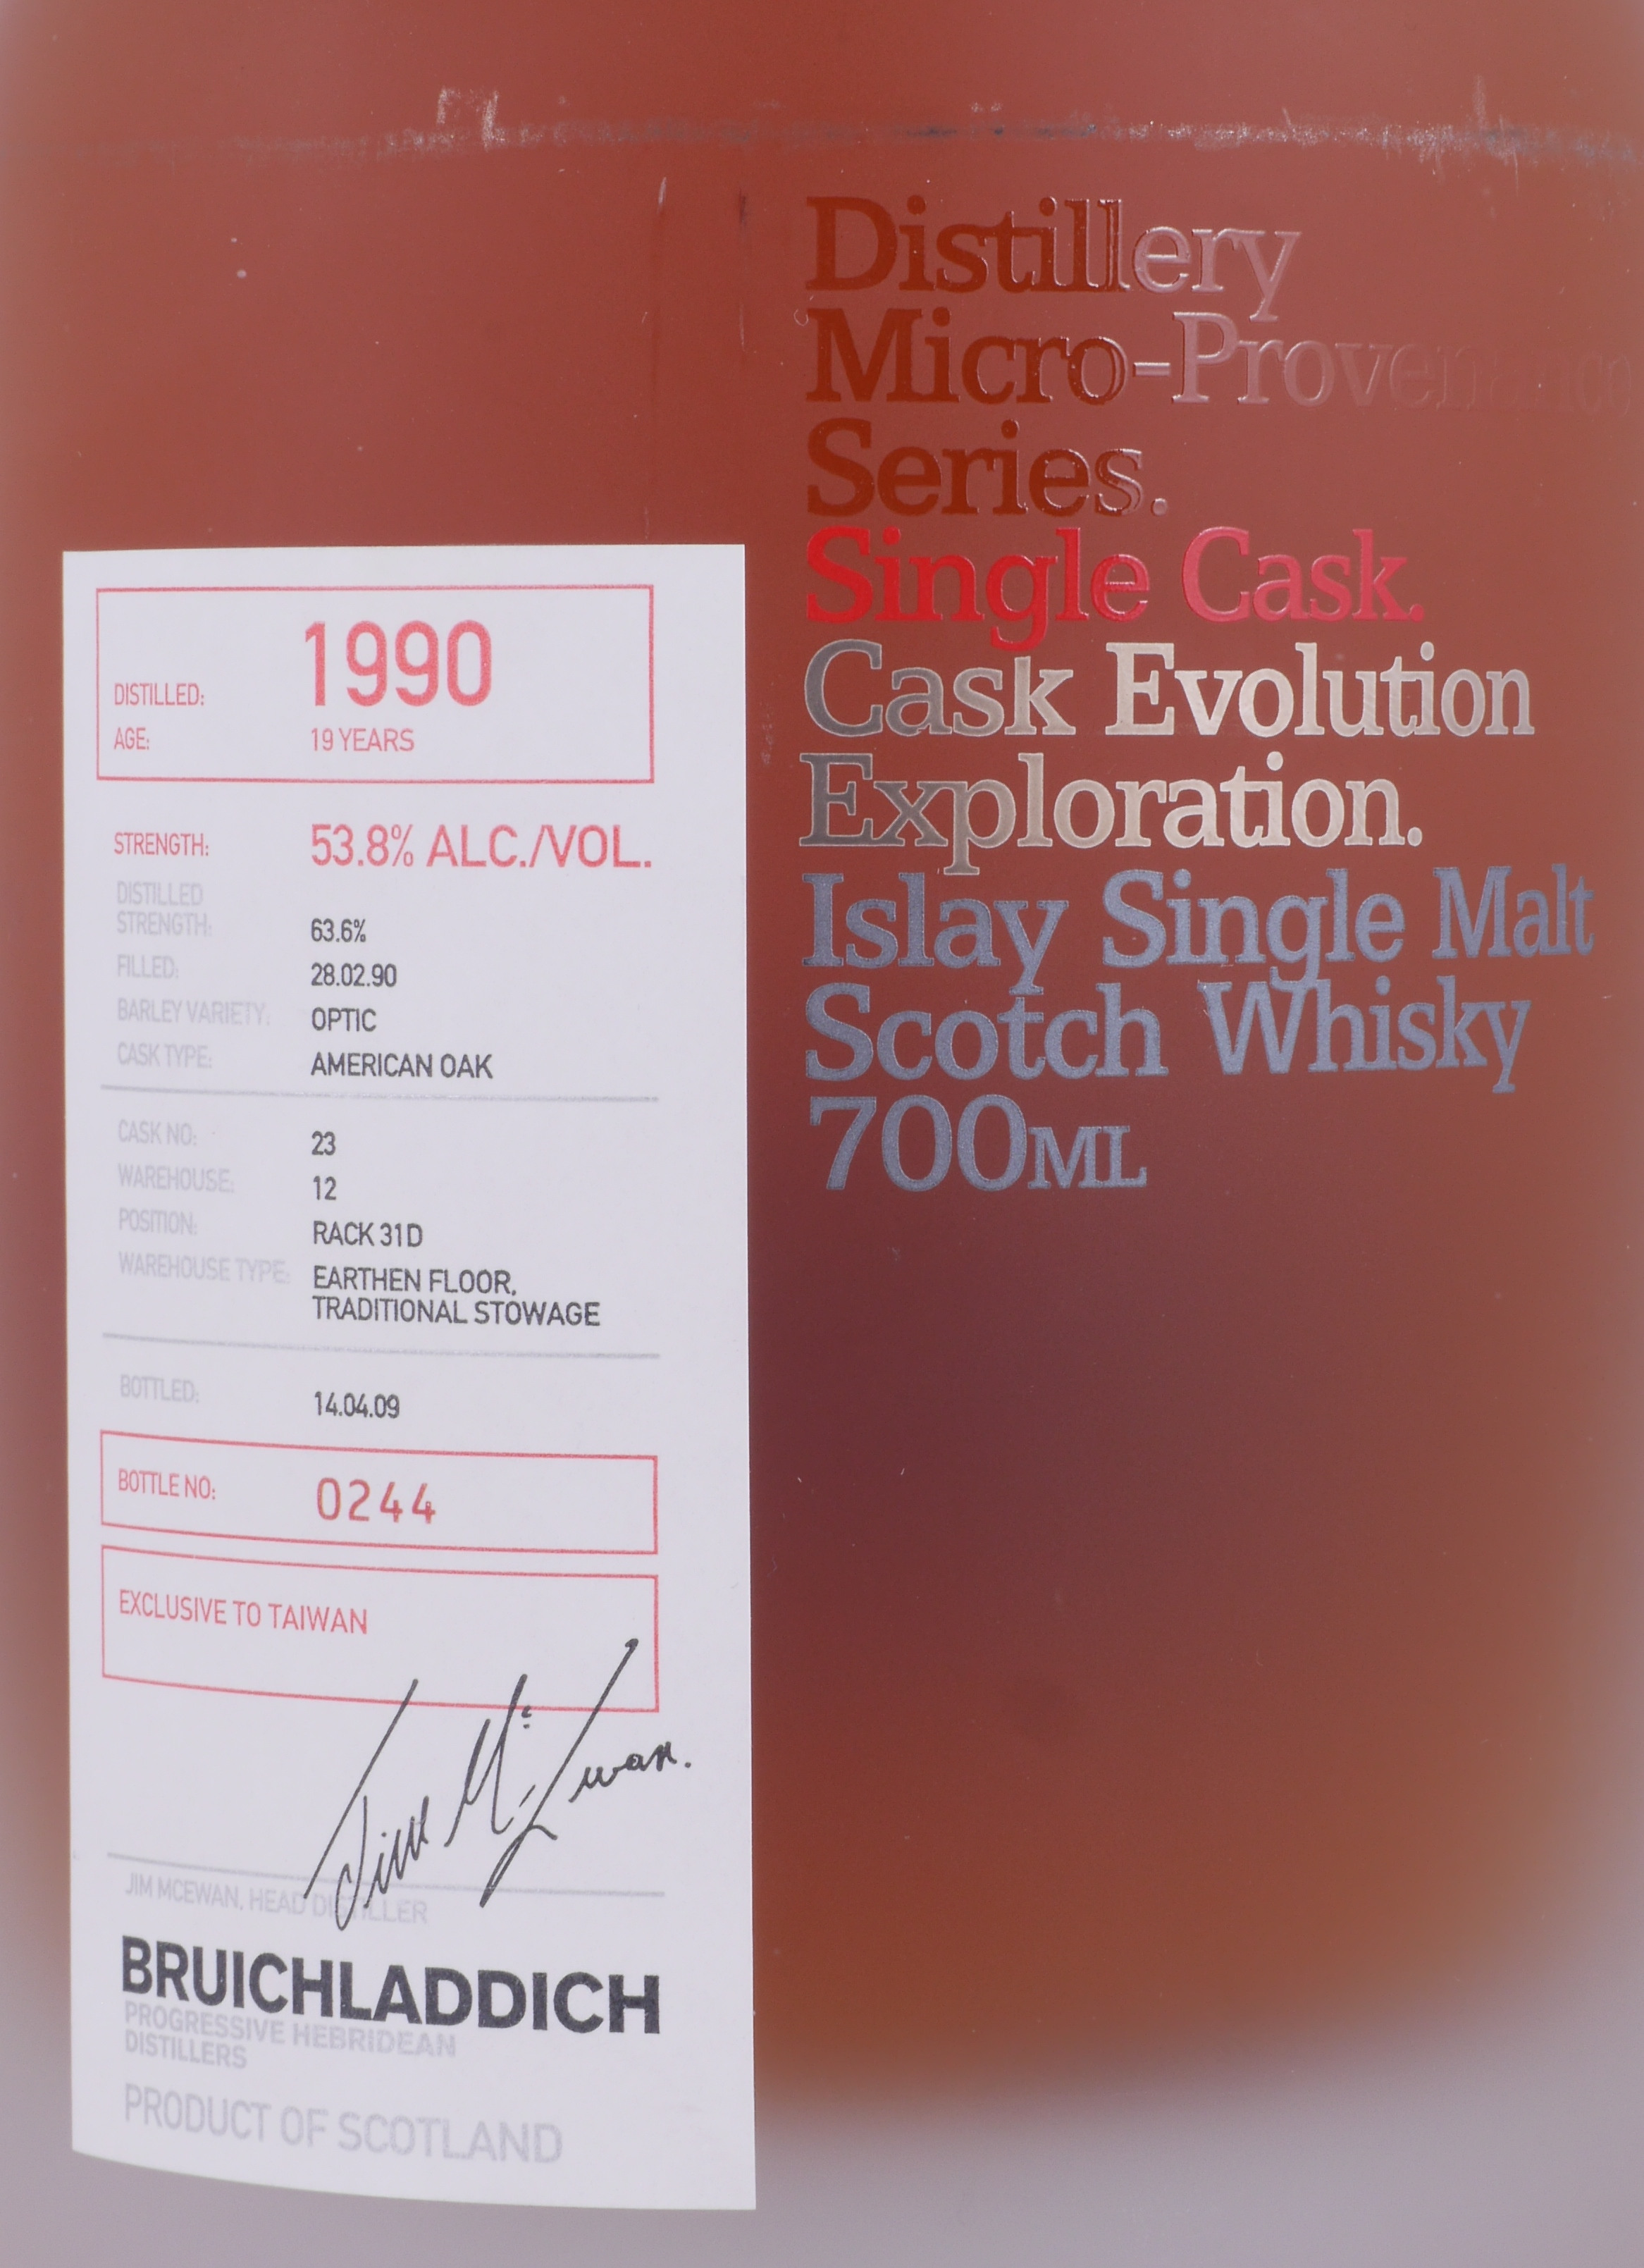 Distillery
Micro-Provenance
Series.
Single Cask.
Cask Evolution
Exploration.
Islay Single Malt
Scotch Whisky
700ML
DISTILLED: 1990
AGE: 19 YEARS
STRENGTH: 53.8% ALC./VOL.
DISTILLED
STRENGTH: 63.6%
FILLED: 28.02.90
BARLEY VARIETY: OPTIC
CASK TYPE: AMERICAN OAK
CASK NO: 23
WAREHOUSE: 12
POSITION: RACK 31D
WAREHOUSE TYPE: EARTHEN FLOOR,
TRADITIONAL STOWAGE
BOTTLED: 14.04.09
BOTTLE NO: 0244
EXCLUSIVE TO TAIWAN
Jim McEwan.
JIM MCEWAN, HEAD DISTILLER
BRUICHLADDICH
PROGRESSIVE HEBRIDEAN
DISTILLERS
PRODUCT OF SCOTLAND